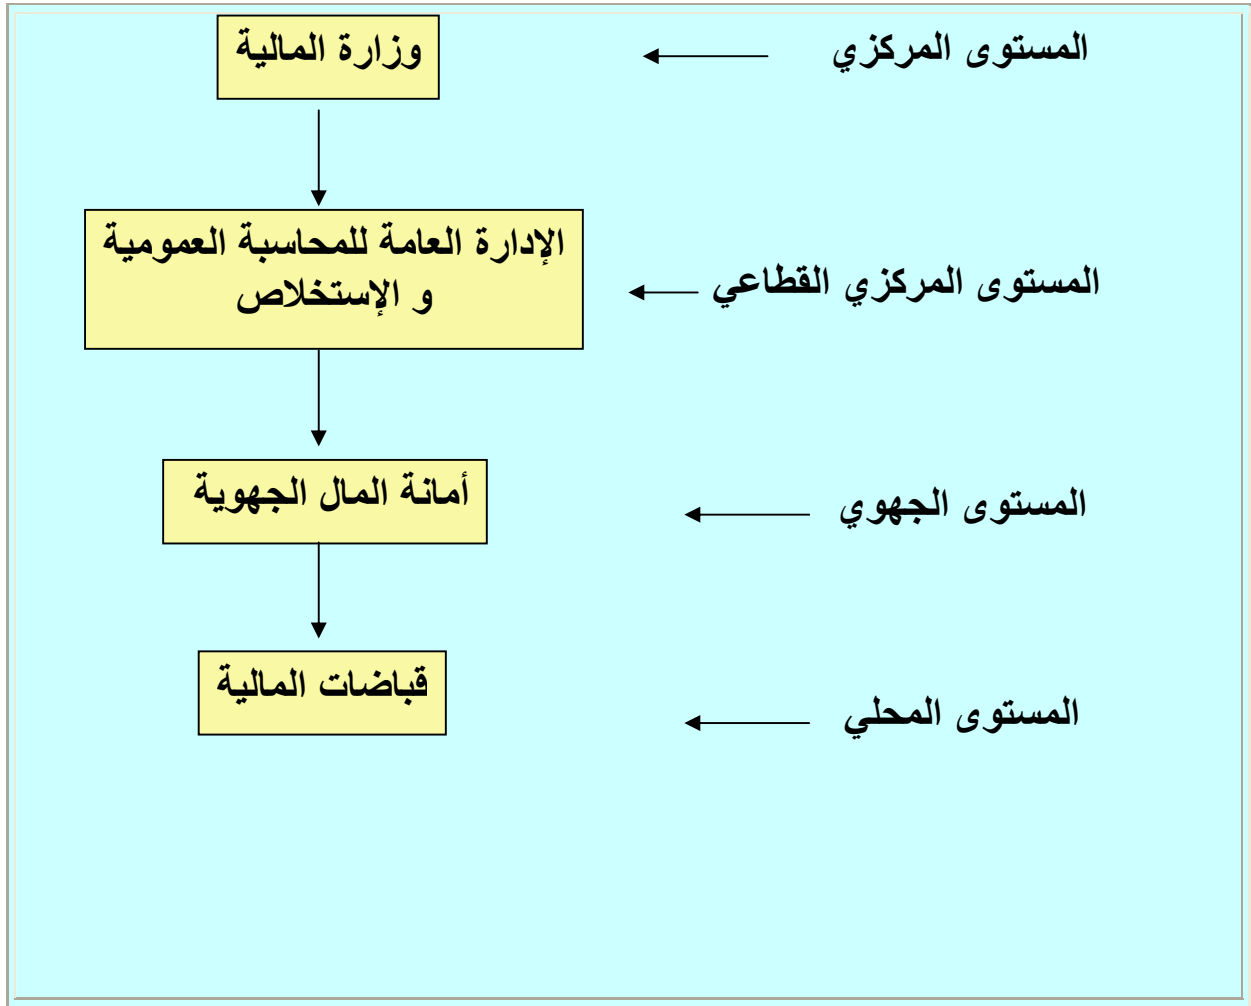 المستوى المركزي
وزارة المالية
المستوى المركزي القطاعي
الإدارة العامة للمحاسبة العمومية
و الإستخلاص
المستوى الجهوي
أمانة المال الجهوية
المستوى المحلي
قباضات المالية